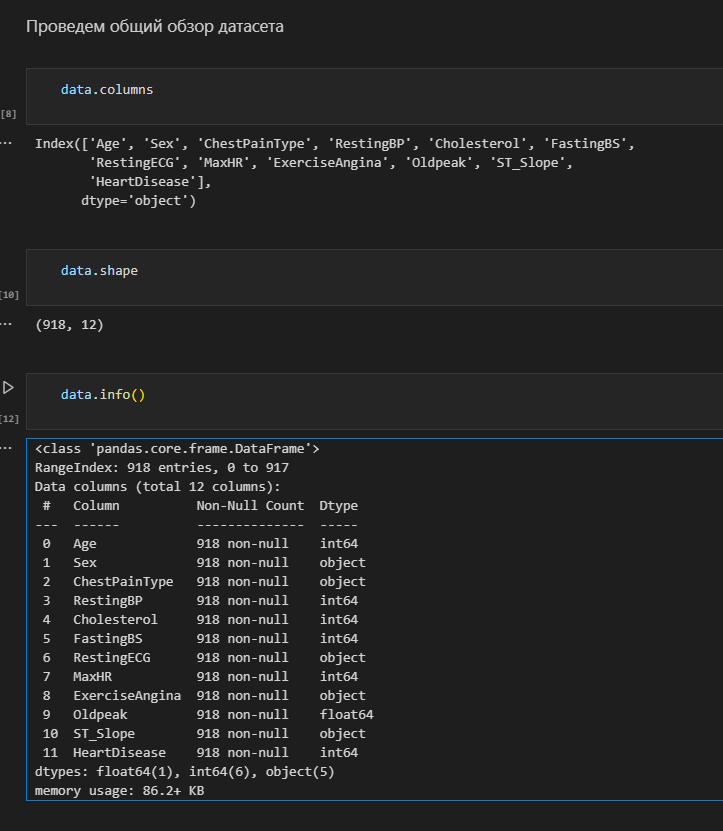 Проведем общий обзор датасета
data.columns
[8]
... Index(['Age', 'Sex', 'ChestPainType', 'RestingBP', 'Cholesterol', 'FastingBS',
'RestingECG', 'MaxHR', 'ExerciseAngina', 'Oldpeak', 'ST_Slope',
'HeartDisease'],
dtype='object')
data.shape
[10]
... (918, 12)
data.info()
[12]
... <class 'pandas.core.frame.DataFrame'>
RangeIndex: 918 entries, 0 to 917
Data columns (total 12 columns):
# Column Non-Null Count Dtype
--- ------ -------------- -----
0 Age 918 non-null int64
1 Sex 918 non-null object
2 ChestPainType 918 non-null object
3 RestingBP 918 non-null int64
4 Cholesterol 918 non-null int64
5 FastingBS 918 non-null int64
6 RestingECG 918 non-null object
7 MaxHR 918 non-null int64
8 ExerciseAngina 918 non-null object
9 Oldpeak 918 non-null float64
10 ST_Slope 918 non-null object
11 HeartDisease 918 non-null int64
dtypes: float64(1), int64(6), object(5)
memory usage: 86.2+ KB